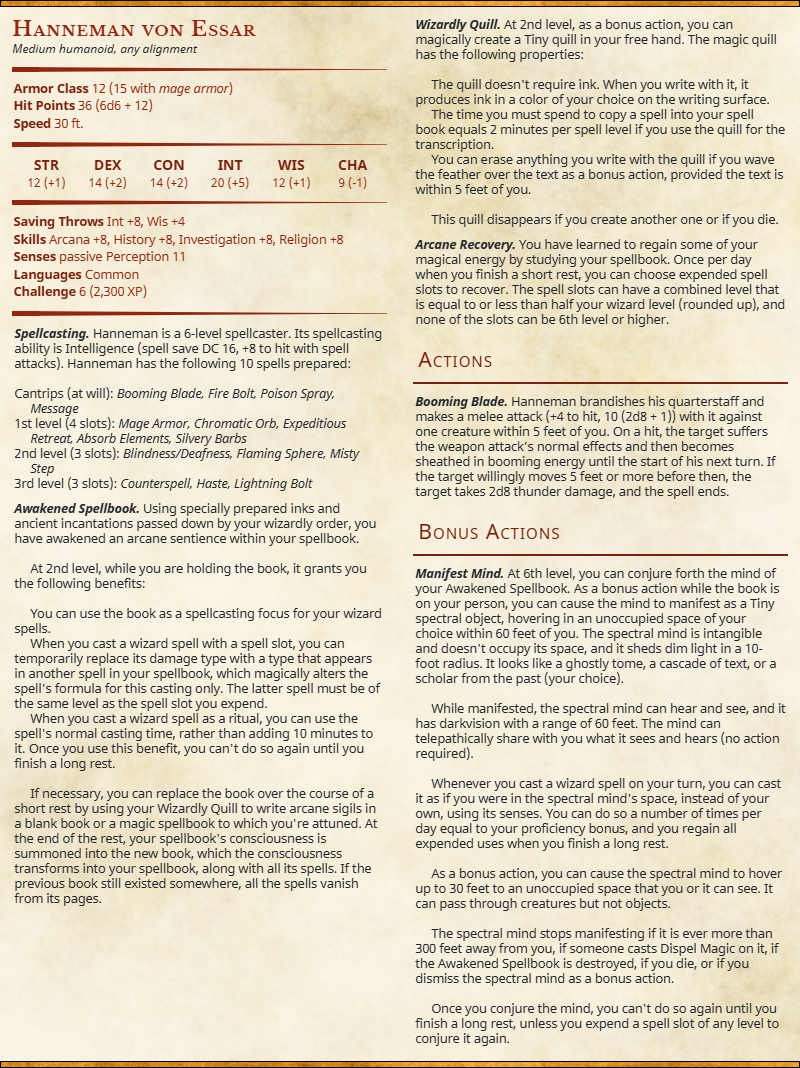 Hanneman von Essar
Medium humanoid, any alignment
Armor Class 12 (15 with mage armor)
Hit Points 36 (6d6 + 12)
Speed 30 ft.
STR DEX CON INT WIS CHA
12 (+1) 14 (+2) 14 (+2) 20 (+5) 12 (+1) 9 (-1)
Saving Throws Int +8, Wis +4
Skills Arcana +8, History +8, Investigation +8, Religion +8
Senses passive Perception 11
Languages Common
Challenge 6 (2,300 XP)
Spellcasting. Hanneman is a 6-level spellcaster. Its spellcasting
ability is Intelligence (spell save DC 16, +8 to hit with spell
attacks). Hanneman has the following 10 spells prepared:
Cantrips (at will): Booming Blade, Fire Bolt, Poison Spray,
Message
1st level (4 slots): Mage Armor, Chromatic Orb, Expeditious
Retreat, Absorb Elements, Silvery Barbs
2nd level (3 slots): Blindness/Deafness, Flaming Sphere, Misty
Step
3rd level (3 slots): Counterspell, Haste, Lightning Bolt
Awakened Spellbook. Using specially prepared inks and
ancient incantations passed down by your wizardly order, you
have awakened an arcane sentience within your spellbook.
At 2nd level, while you are holding the book, it grants you
the following benefits:
You can use the book as a spellcasting focus for your wizard
spells.
When you cast a wizard spell with a spell slot, you can
temporarily replace its damage type with a type that appears
in another spell in your spellbook, which magically alters the
spell's formula for this casting only. The latter spell must be of
the same level as the spell slot you expend.
When you cast a wizard spell as a ritual, you can use the
spell's normal casting time, rather than adding 10 minutes to
it. Once you use this benefit, you can't do so again until you
finish a long rest.
If necessary, you can replace the book over the course of a
short rest by using your Wizardly Quill to write arcane sigils in
a blank book or a magic spellbook to which you're attuned. At
the end of the rest, your spellbook's consciousness is
summoned into the new book, which the consciousness
transforms into your spellbook, along with all its spells. If the
previous book still existed somewhere, all the spells vanish
from its pages.
Wizardly Quill. At 2nd level, as a bonus action, you can
magically create a Tiny quill in your free hand. The magic quill
has the following properties:
The quill doesn't require ink. When you write with it, it
produces ink in a color of your choice on the writing surface.
The time you must spend to copy a spell into your spell
book equals 2 minutes per spell level if you use the quill for the
transcription.
You can erase anything you write with the quill if you wave
the feather over the text as a bonus action, provided the text is
within 5 feet of you.
This quill disappears if you create another one or if you die.
Arcane Recovery. You have learned to regain some of your
magical energy by studying your spellbook. Once per day
when you finish a short rest, you can choose expended spell
slots to recover. The spell slots can have a combined level that
is equal to or less than half your wizard level (rounded up), and
none of the slots can be 6th level or higher.
Actions
Booming Blade. Hanneman brandishes his quarterstaff and
makes a melee attack (+4 to hit, 10 (2d8 + 1)) with it against
one creature within 5 feet of you. On a hit, the target suffers
the weapon attack's normal effects and then becomes
sheathed in booming energy until the start of his next turn. If
the target willingly moves 5 feet or more before then, the
target takes 2d8 thunder damage, and the spell ends.
Bonus Actions
Manifest Mind. At 6th level, you can conjure forth the mind of
your Awakened Spellbook. As a bonus action while the book is
on your person, you can cause the mind to manifest as a Tiny
spectral object, hovering in an unoccupied space of your
choice within 60 feet of you. The spectral mind is intangible
and doesn't occupy its space, and it sheds dim light in a 10-
foot radius. It looks like a ghostly tome, a cascade of text, or a
scholar from the past (your choice).
While manifested, the spectral mind can hear and see, and it
has darkvision with a range of 60 feet. The mind can
telepathically share with you what it sees and hears (no action
required).
Whenever you cast a wizard spell on your turn, you can cast
it as if you were in the spectral mind's space, instead of your
own, using its senses. You can do so a number of times per
day equal to your proficiency bonus, and you regain all
expended uses when you finish a long rest.
As a bonus action, you can cause the spectral mind to hover
up to 30 feet to an unoccupied space that you or it can see. It
can pass through creatures but not objects.
The spectral mind stops manifesting if it is ever more than
300 feet away from you, if someone casts Dispel Magic on it, if
the Awakened Spellbook is destroyed, if you die, or if you
dismiss the spectral mind as a bonus action.
Once you conjure the mind, you can't do so again until you
finish a long rest, unless you expend a spell slot of any level to
conjure it again.